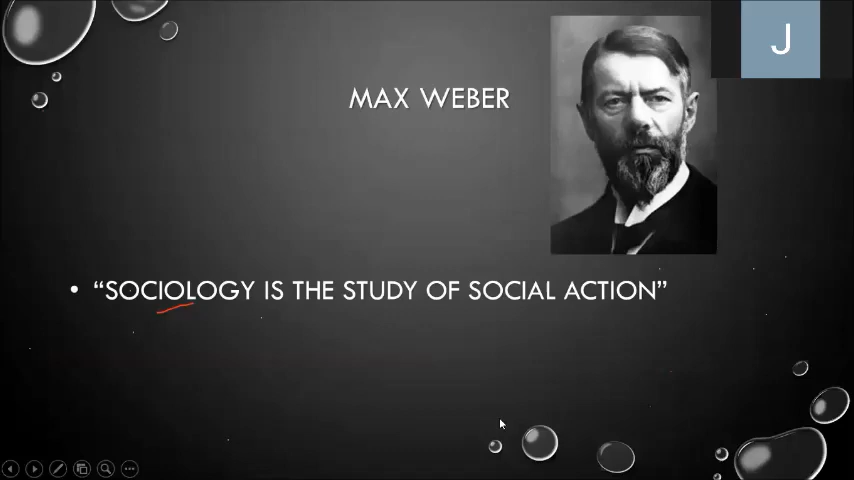 J
MAX WEBER
• “SOCIOLOGY IS THE STUDY OF SOCIAL ACTION”